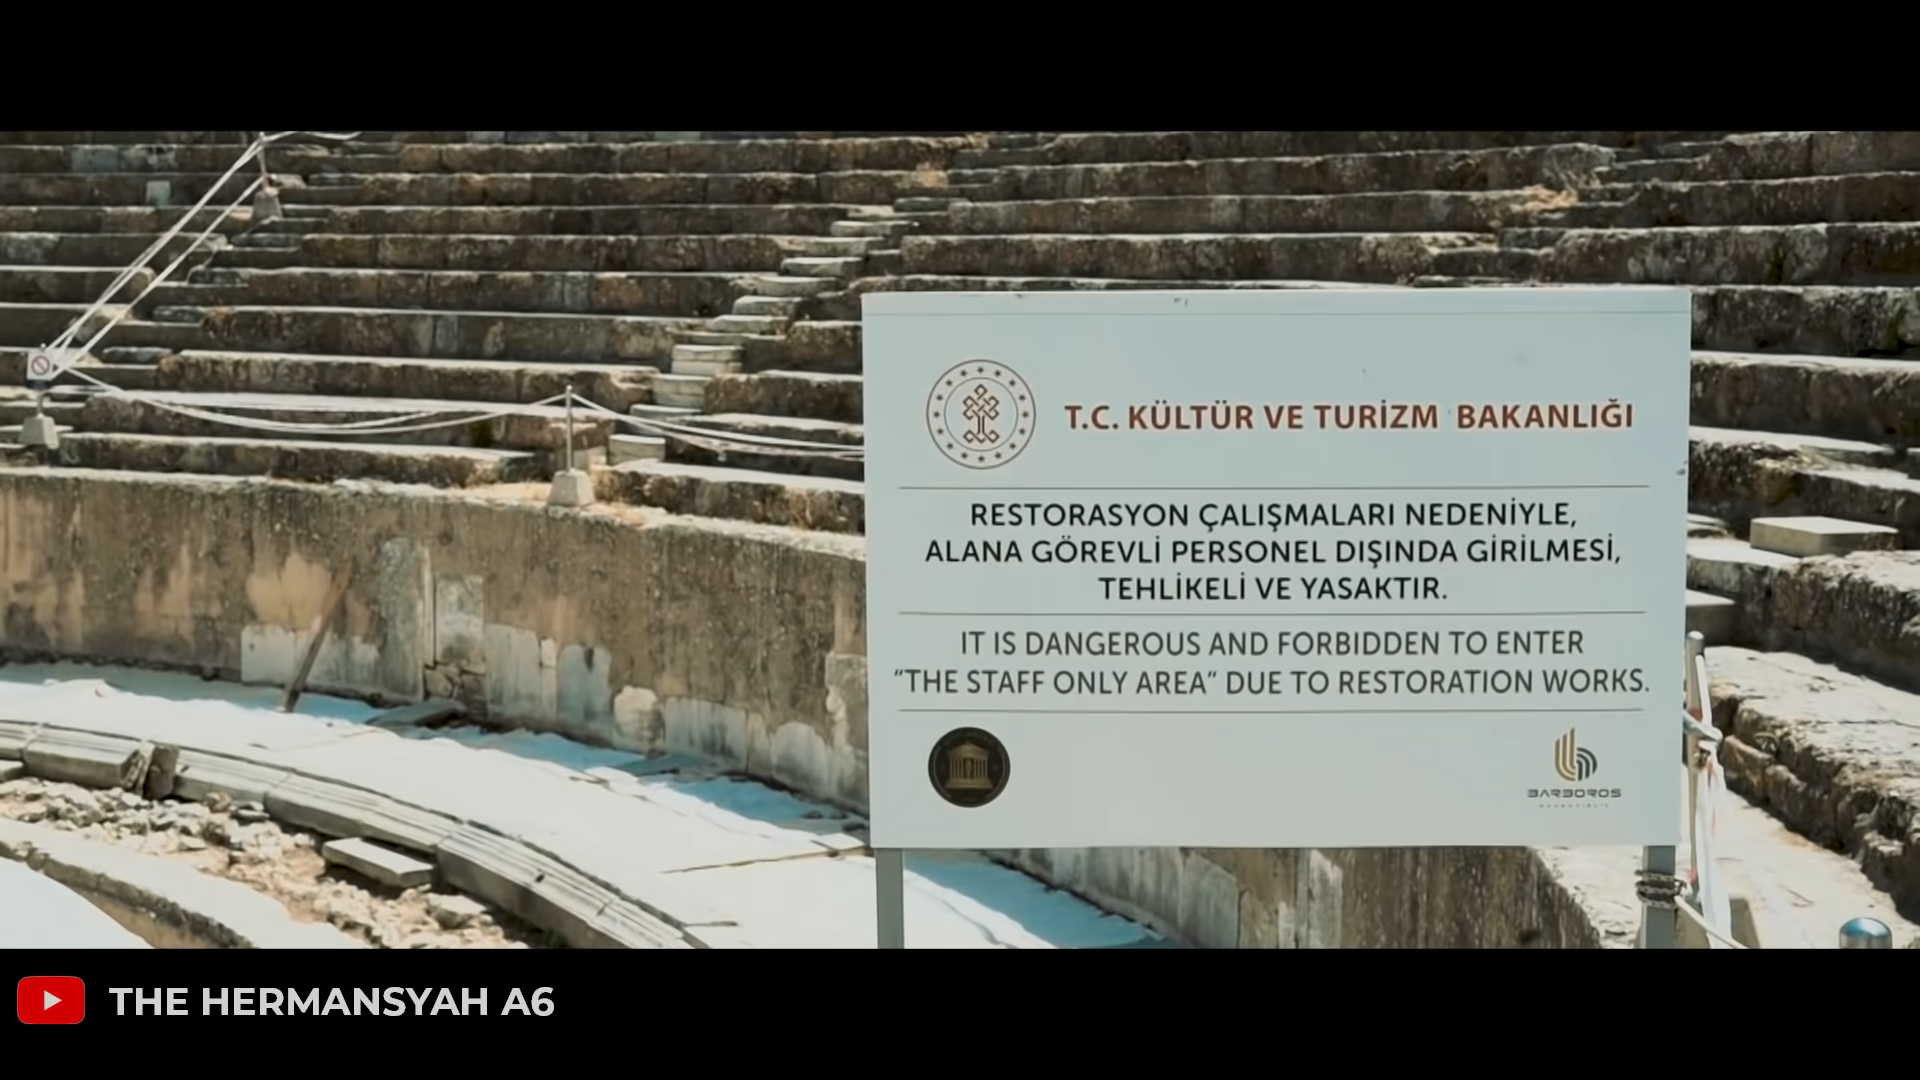 T.C. KÜLTÜR VE TURİZM BAKANLIĞI
RESTORASYON ÇALIŞMALARI NEDENİYLE,
ALANA GÖREVLİ PERSONEL DIŞINDA GİRİLMESİ,
TEHLİKELİ VE YASAKTIR.
IT IS DANGEROUS AND FORBIDDEN TO ENTER
“THE STAFF ONLY AREA” DUE TO RESTORATION WORKS.
BARBOROS
THE HERMANSYAH A6